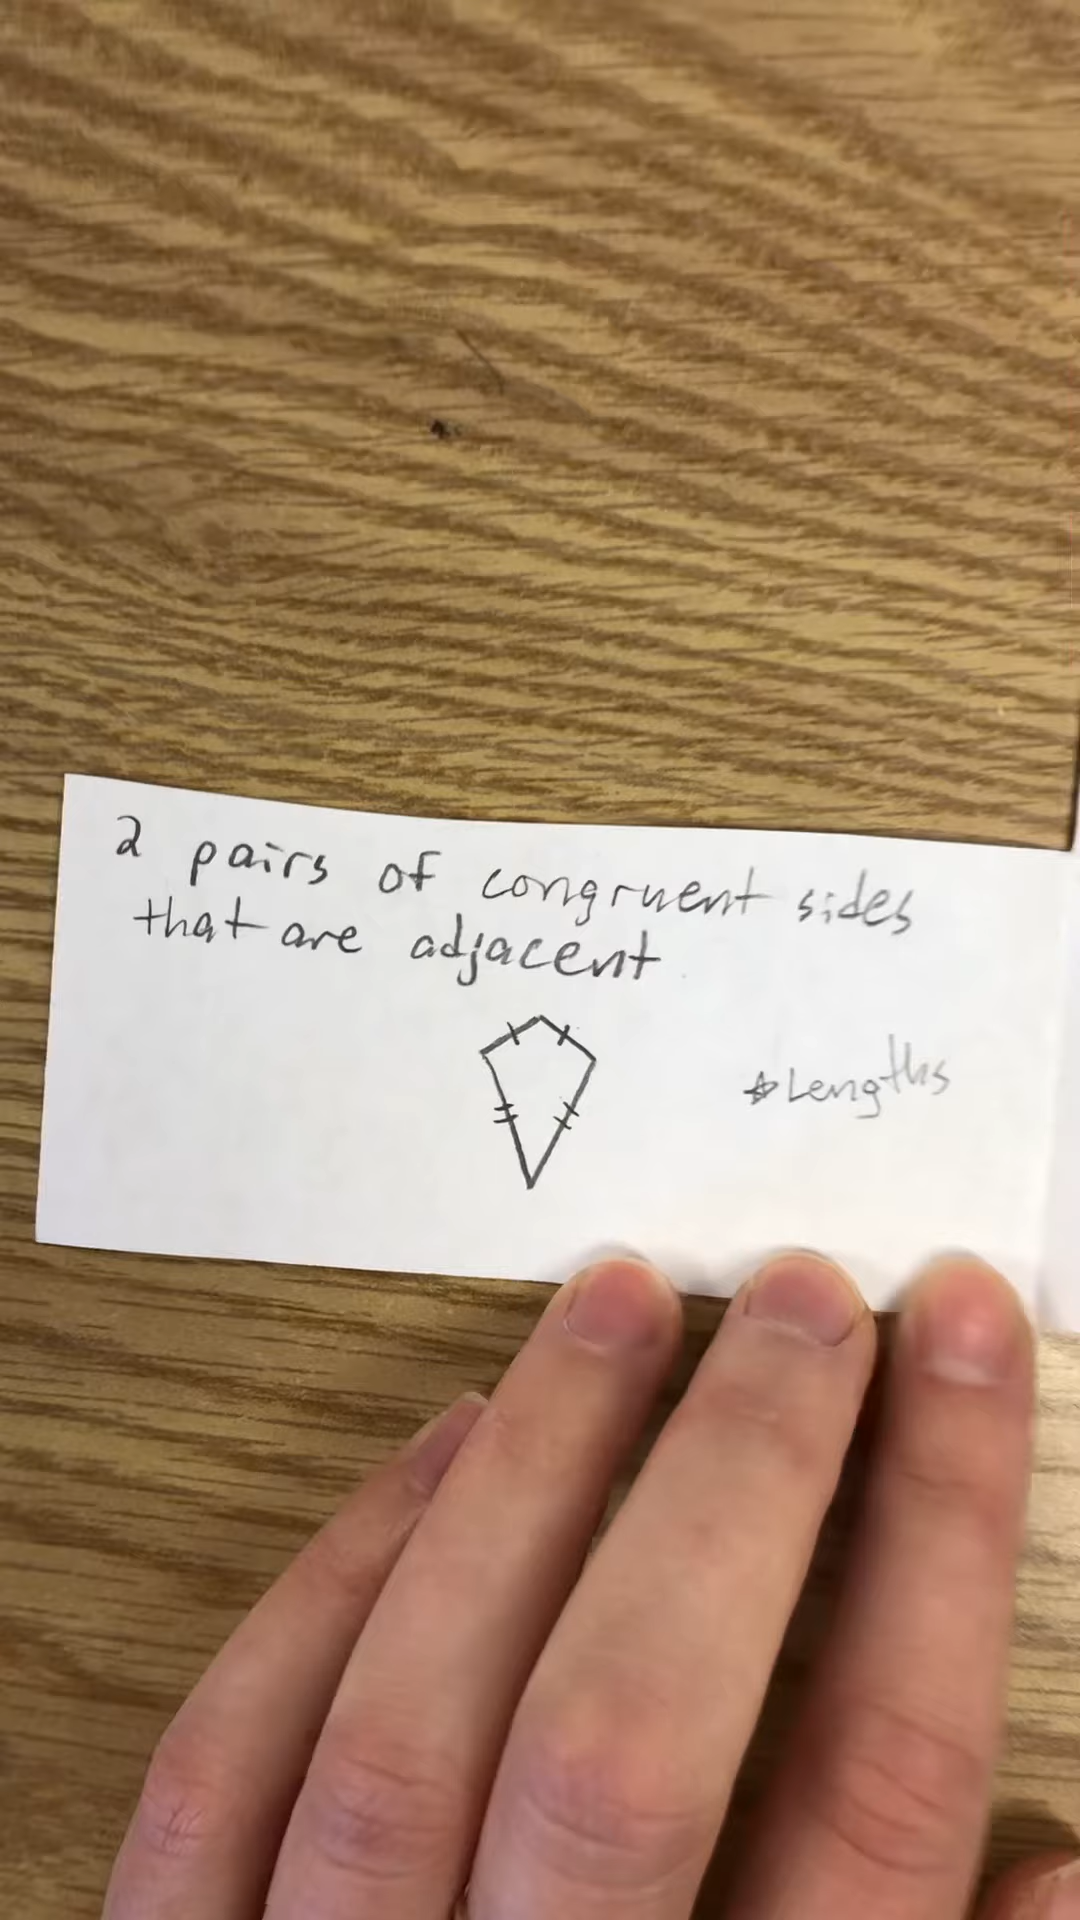 2 pairs of congruent sides
that are adjacent
☆Lengths